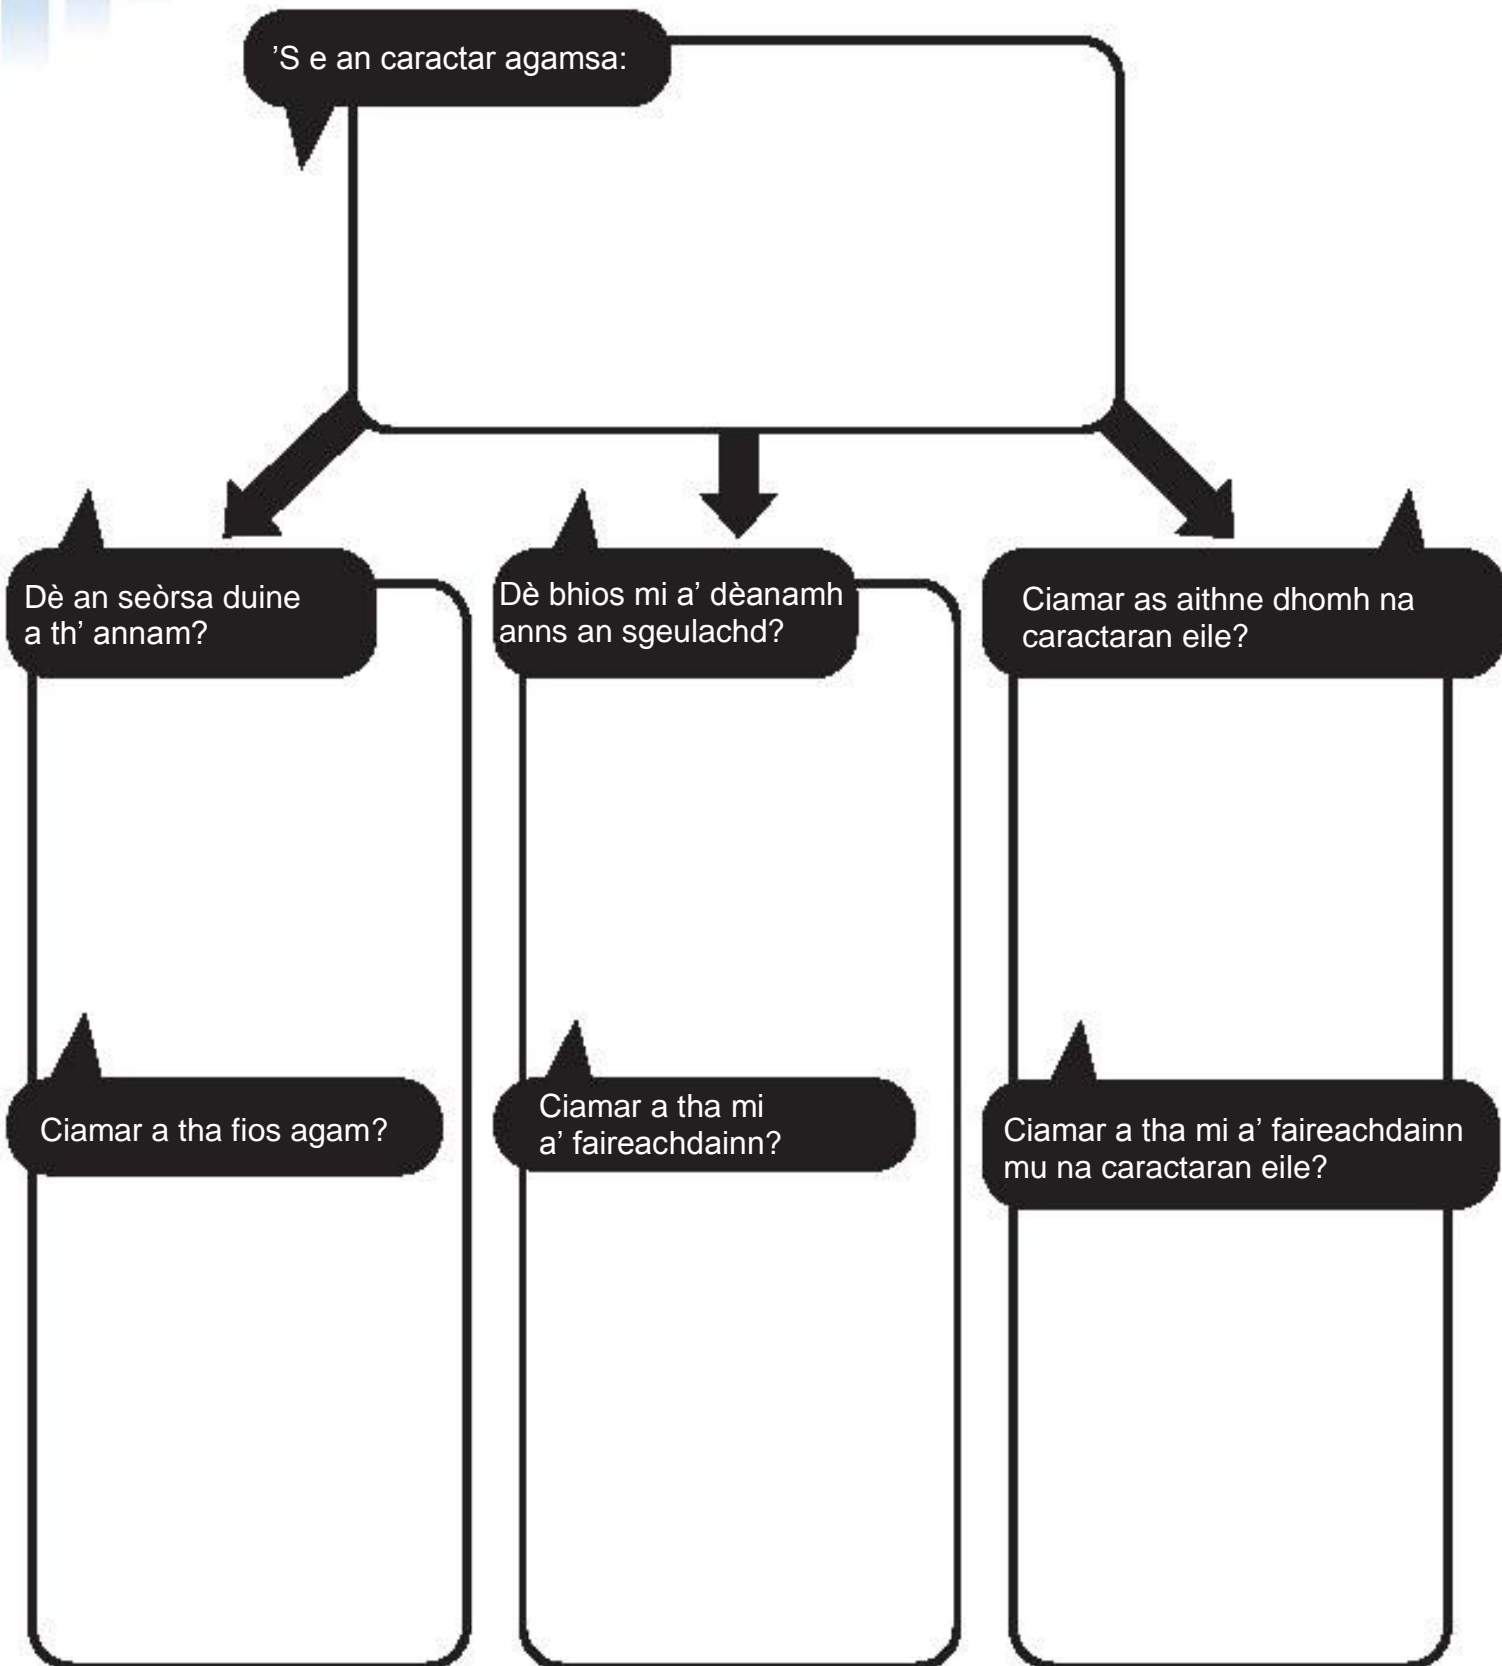 ’S e an caractar agamsa:
Dè an seòrsa duine
a th’ annam?
Dè bhios mi a’ dèanamh
anns an sgeulachd?
Ciamar as aithne dhomh na
caractaran eile?
Ciamar a tha fios agam?
Ciamar a tha mi
a’ faireachdainn?
Ciamar a tha mi a’ faireachdainn
mu na caractaran eile?